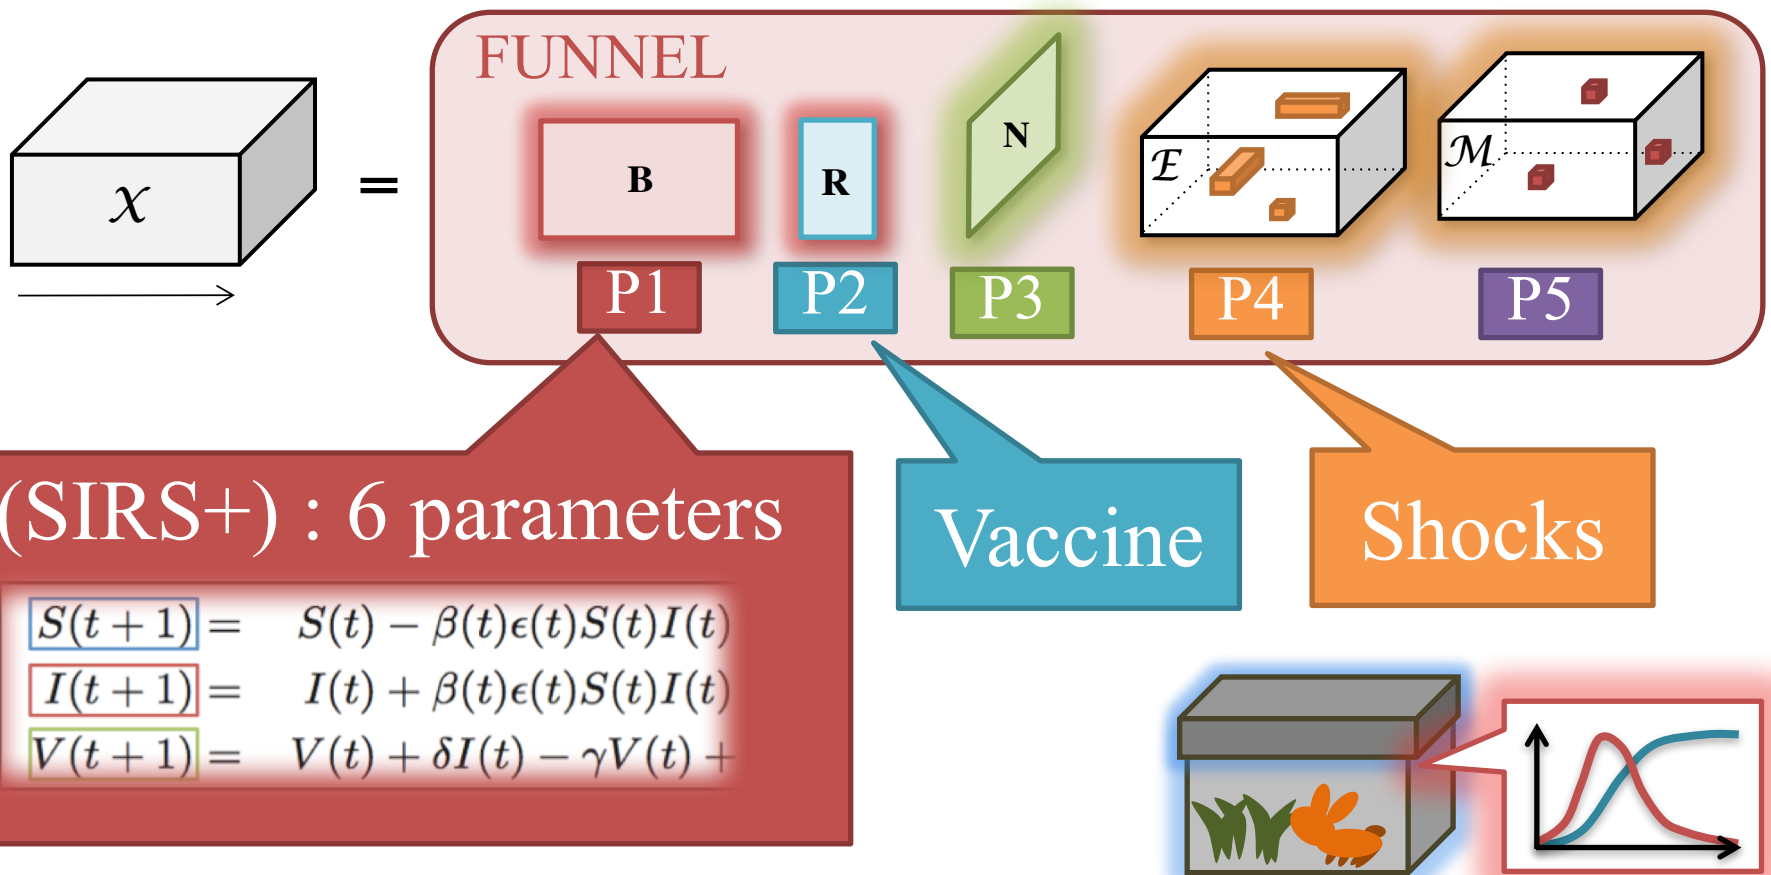 FUNNEL
𝒳 = B R N ℰ ℳ
P1 P2 P3 P4 P5
(SIRS+) : 6 parameters
S(t + 1) = S(t) − β(t)ϵ(t)S(t)I(t)
I(t + 1) = I(t) + β(t)ϵ(t)S(t)I(t)
V(t + 1) = V(t) + δI(t) − γV(t) +
Vaccine
Shocks